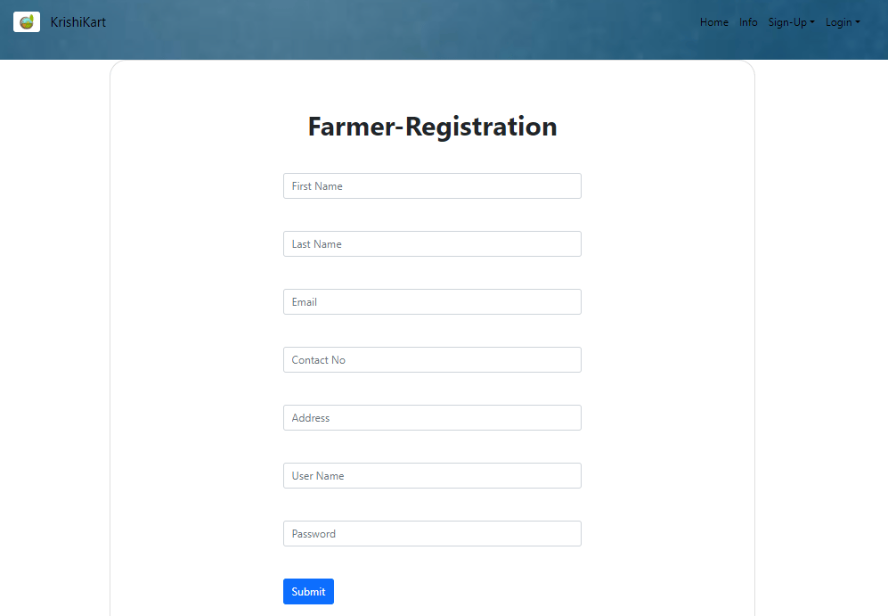 KrishiKart
Home Info Sign-Up Login
Farmer-Registration
First Name
Last Name
Email
Contact No
Address
User Name
Password
Submit